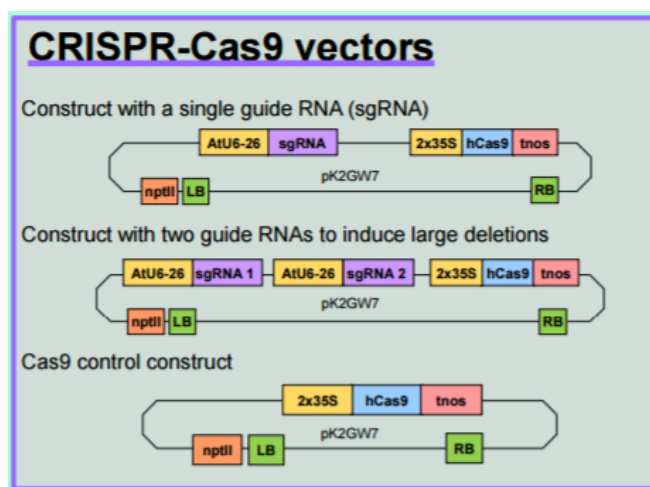 CRISPR-Cas9 vectors
Construct with a single guide RNA (sgRNA)
AtU6-26 sgRNA 2x35S hCas9 tnos
pK2GW7
nptII LB RB
Construct with two guide RNAs to induce large deletions
AtU6-26 sgRNA 1 AtU6-26 sgRNA 2 2x35S hCas9 tnos
pK2GW7
nptII LB RB
Cas9 control construct
2x35S hCas9 tnos
pK2GW7
nptII LB RB